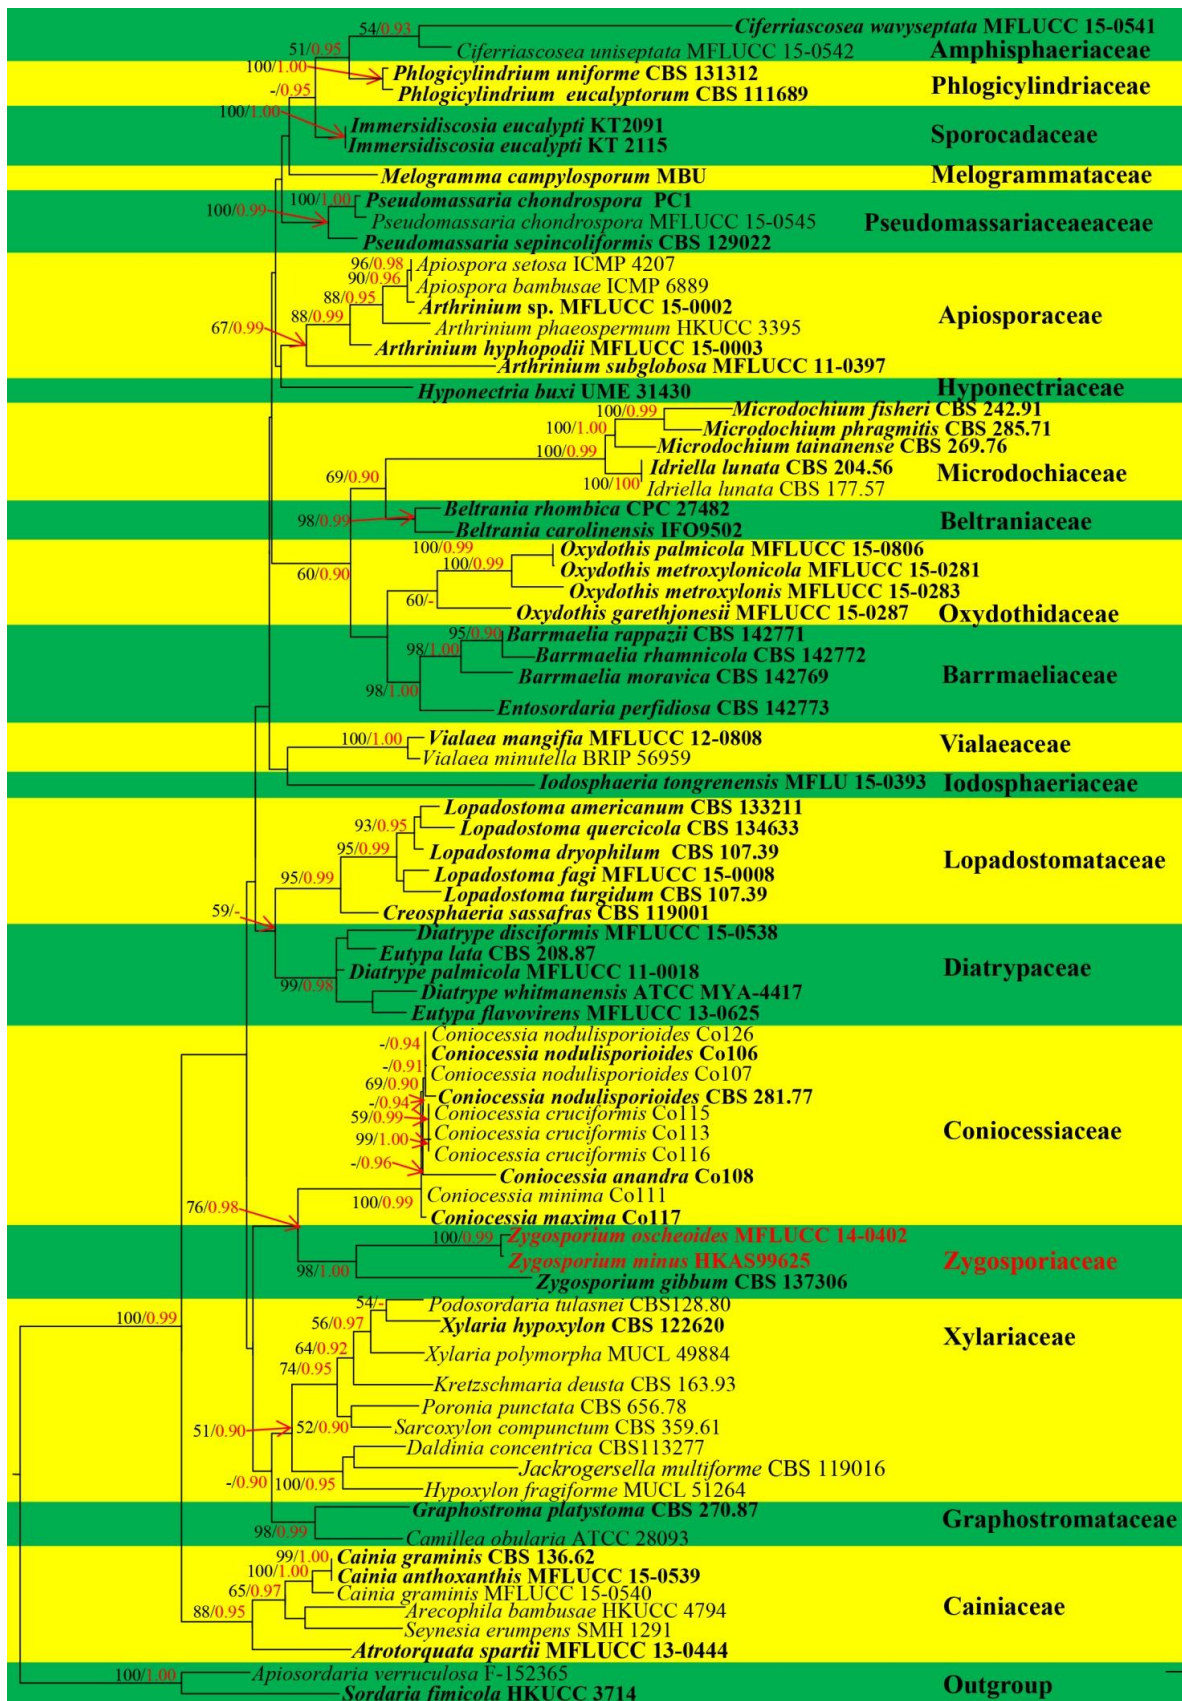 54/0.93 Ciferriascosea wavyseptata MFLUCC 15-0541
51/0.95 Ciferriascosea uniseptata MFLUCC 15-0542 Amphisphaeriaceae
100/1.00 Phlogicylindrium uniforme CBS 131312
-/0.95 Phlogicylindrium eucalyptorum CBS 111689 Phlogicylindriaceae
100/1.00
Immersidiscosia eucalypti KT2091
Immersidiscosia eucalypti KT 2115 Sporocadaceae
Melogramma campylosporum MBU Melogrammataceae
100/1.00 Pseudomassaria chondrospora PC1
100/0.99 Pseudomassaria chondrospora MFLUCC 15-0545 Pseudomassariaceaeaceae
Pseudomassaria sepincoliformis CBS 129022
96/0.98 Apiospora setosa ICMP 4207
90/0.96 Apiospora bambusae ICMP 6889
88/0.95 Arthrinium sp. MFLUCC 15-0002 Apiosporaceae
88/0.99 Arthrinium phaeospermum HKUCC 3395
67/0.99 Arthrinium hyphopodii MFLUCC 15-0003
Arthrinium subglobosa MFLUCC 11-0397
Hyponectria buxi UME 31430 Hyponectriaceae
100/0.99 Microdochium fisheri CBS 242.91
100/1.00 Microdochium phragmitis CBS 285.71
100/0.99 Microdochium tainanense CBS 269.76
69/0.90 Idriella lunata CBS 204.56 Microdochiaceae
100/100 Idriella lunata CBS 177.57
98/0.99 Beltrania rhombica CPC 27482 Beltraniaceae
Beltrania carolinensis IFO9502
100/0.99 Oxydothis palmicola MFLUCC 15-0806
60/0.90 100/0.99 Oxydothis metroxylonicola MFLUCC 15-0281
Oxydothis metroxylonis MFLUCC 15-0283
60/- Oxydothis garethjonesii MFLUCC 15-0287 Oxydothidaceae
95/0.90 Barrmaelia rappazii CBS 142771
98/1.00 Barrmaelia rhamnicola CBS 142772
Barrmaelia moravica CBS 142769 Barrmaeliaceae
98/1.00
Entosordaria perfidiosa CBS 142773
100/1.00 Vialaea mangifia MFLUCC 12-0808 Vialaeaceae
Vialaea minutella BRIP 56959
Iodosphaeria tongrenensis MFLU 15-0393 Iodosphaeriaceae
Lopadostoma americanum CBS 133211
93/0.95 Lopadostoma quercicola CBS 134633
95/0.99 Lopadostoma dryophilum CBS 107.39 Lopadostomataceae
95/0.99 Lopadostoma fagi MFLUCC 15-0008
Lopadostoma turgidum CBS 107.39
59/- Creosphaeria sassafras CBS 119001
Diatrype disciformis MFLUCC 15-0538
Eutypa lata CBS 208.87
99/0.98 Diatrype palmicola MFLUCC 11-0018 Diatrypaceae
Diatrype whitmanensis ATCC MYA-4417
Eutypa flavovirens MFLUCC 13-0625
-/0.94 Coniocessia nodulisporioides Co126
Coniocessia nodulisporioides Co106
-/0.91 Coniocessia nodulisporioides Co107
69/0.90 Coniocessia nodulisporioides CBS 281.77
-/0.94
59/0.99 Coniocessia cruciformis Co115
99/1.00 Coniocessia cruciformis Co113 Coniocessiaceae
Coniocessia cruciformis Co116
-/0.96 Coniocessia anandra Co108
76/0.98 100/0.99 Coniocessia minima Co111
Coniocessia maxima Co117
100/0.99 Zygosporium oscheoides MFLUCC 14-0402
98/1.00 Zygosporium minus HKAS99625 Zygosporiaceae
Zygosporium gibbum CBS 137306
54/- Podosordaria tulasnei CBS128.80
100/0.99 56/0.97 Xylaria hypoxylon CBS 122620 Xylariaceae
64/0.92 Xylaria polymorpha MUCL 49884
74/0.95 Kretzschmaria deusta CBS 163.93
Poronia punctata CBS 656.78
51/0.90 52/0.90 Sarcoxylon compunctum CBS 359.61
Daldinia concentrica CBS113277
Jackrogersella multiforme CBS 119016
-/0.90 100/0.95 Hypoxylon fragiforme MUCL 51264
Graphostroma platystoma CBS 270.87 Graphostromataceae
98/0.99 Camillea obularia ATCC 28093
99/1.00 Cainia graminis CBS 136.62
100/1.00 Cainia anthoxanthis MFLUCC 15-0539
65/0.97 Cainia graminis MFLUCC 15-0540
88/0.95 Arecophila bambusae HKUCC 4794 Cainiaceae
Seynesia erumpens SMH 1291
Atrotorquata spartii MFLUCC 13-0444
100/1.00 Apiosordaria verruculosa F-152365
Sordaria fimicola HKUCC 3714 Outgroup